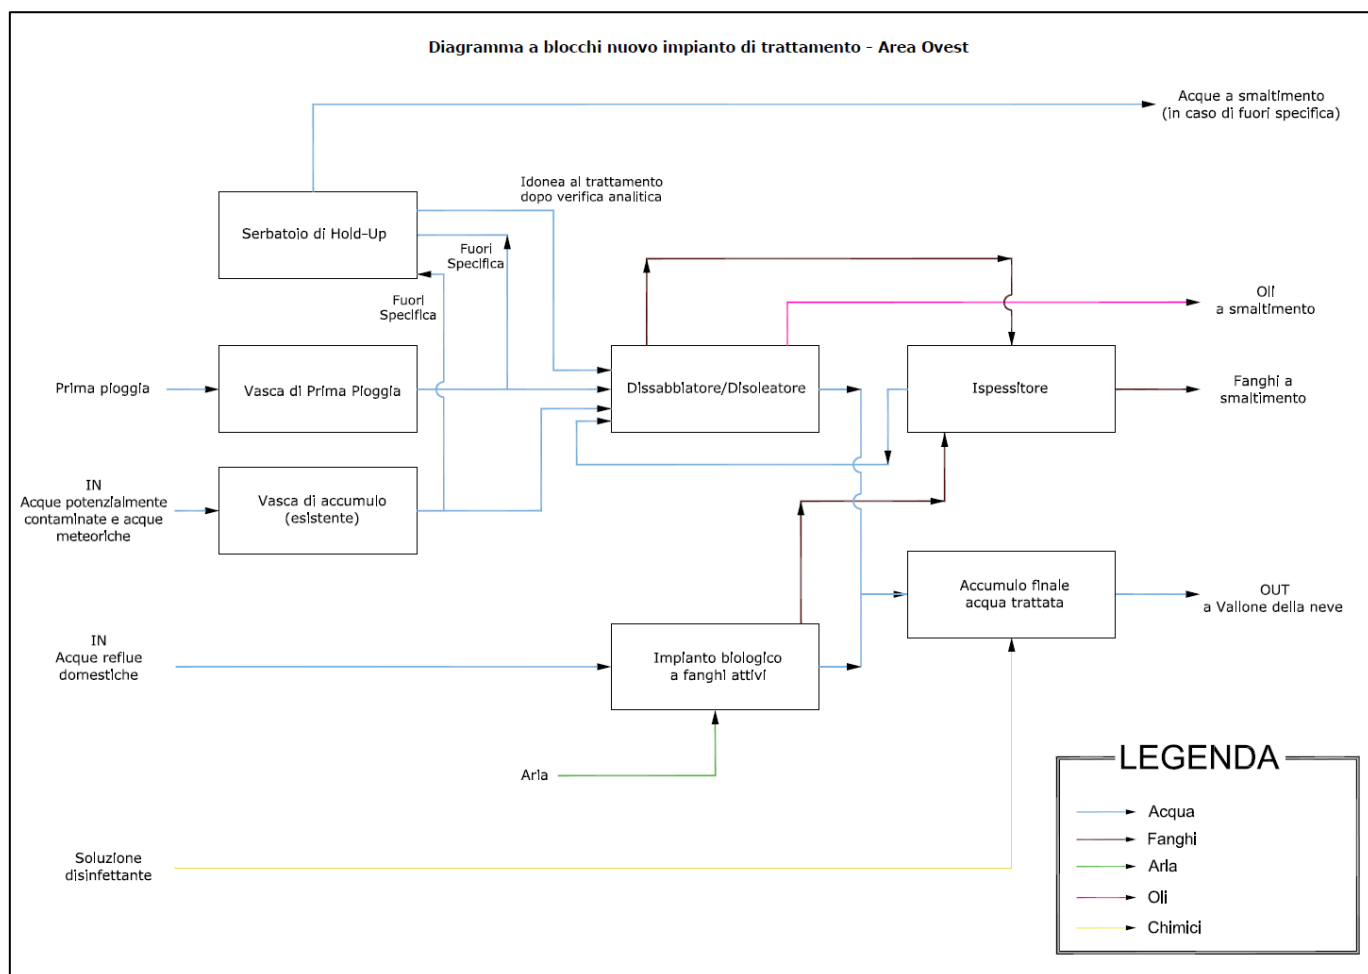 Diagramma a blocchi nuovo impianto di trattamento - Area Ovest
Acque a smaltimento
(in caso di fuori specifica)
Idonea al trattamento
dopo verifica analitica
Serbatoio di Hold-Up
Fuori
Specifica
Fuori
Specifica
Oli
a smaltimento
Prima pioggia
Vasca di Prima Pioggia
Dissabbiatore/Disoleatore
Ispessitore
Fanghi a
smaltimento
IN
Acque potenzialmente
contaminate e acque
meteoriche
Vasca di accumulo
(esistente)
Accumulo finale
acqua trattata
OUT
a Vallone della neve
IN
Acque reflue
domestiche
Impianto biologico
a fanghi attivi
Aria
Soluzione
disinfettante
LEGENDA
Acqua
Fanghi
Aria
Oli
Chimici